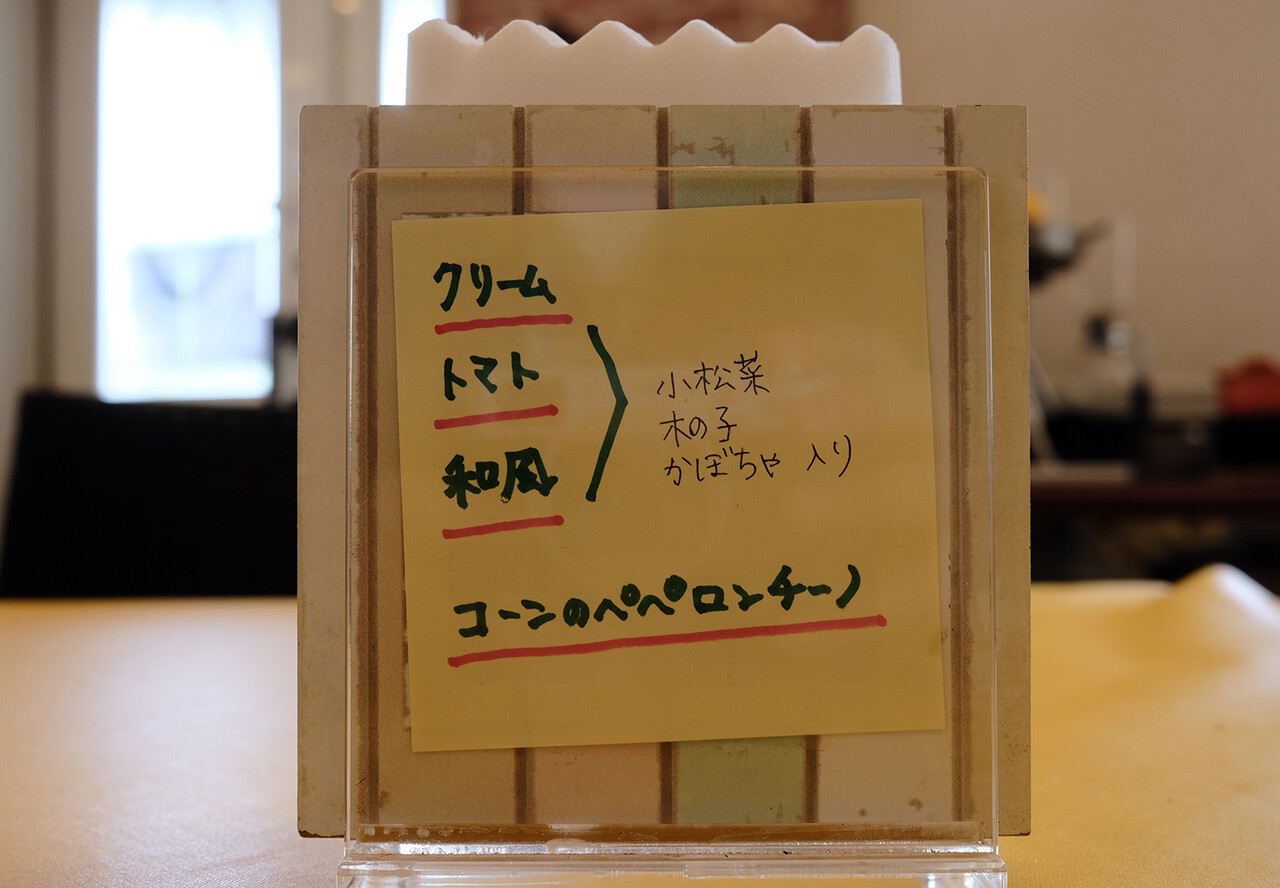 クリーム
トマト
和風
小松菜
木の子
かぼちゃ 入り
コーンのペペロンチーノ